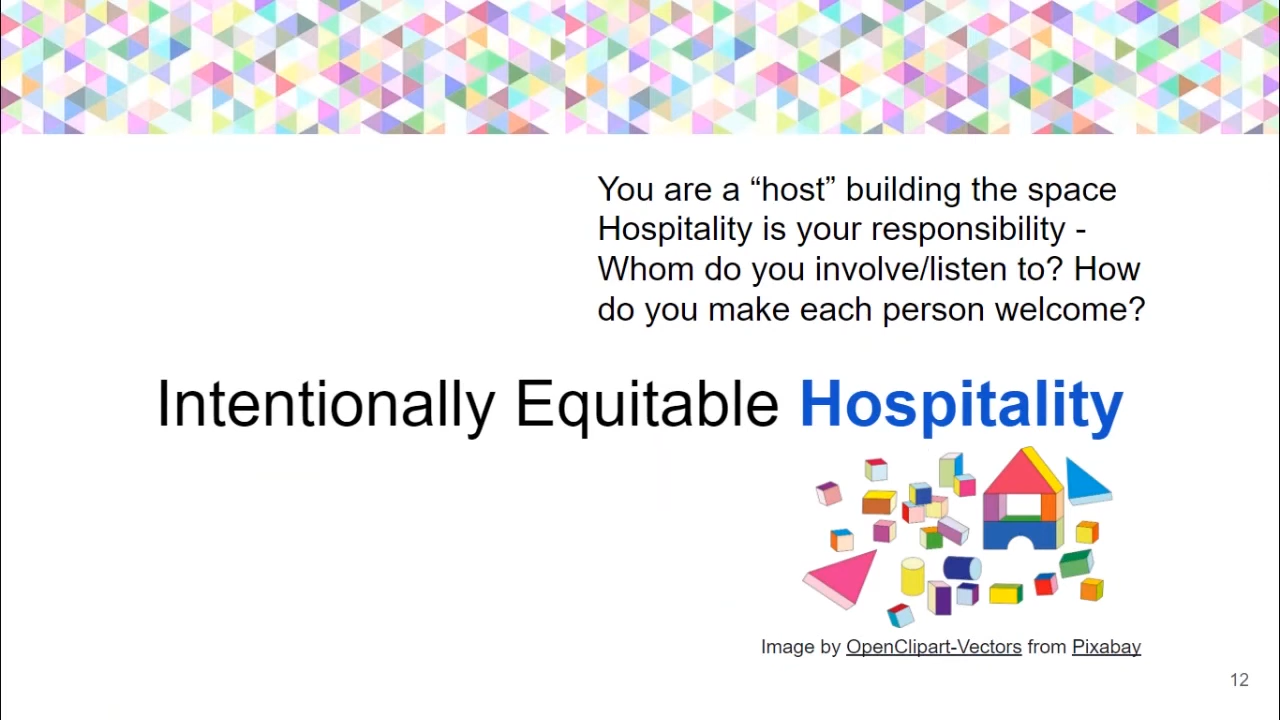 You are a “host” building the space
Hospitality is your responsibility -
Whom do you involve/listen to? How
do you make each person welcome?
Intentionally Equitable Hospitality
Image by OpenClipart-Vectors from Pixabay
12